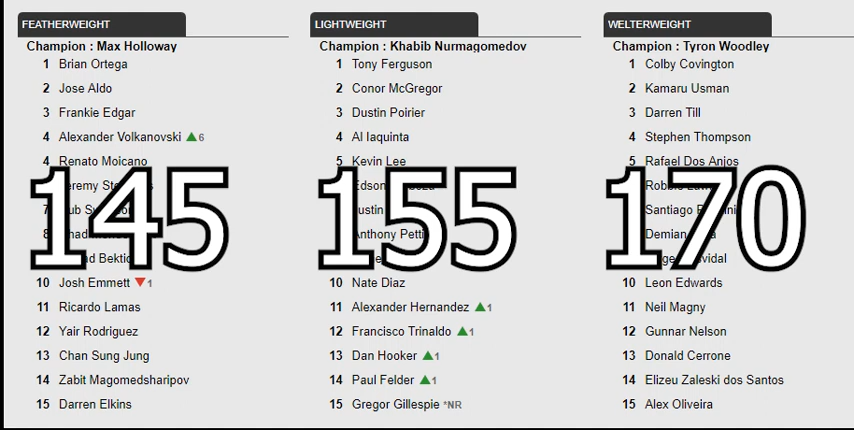 FEATHERWEIGHT
Champion : Max Holloway
1 Brian Ortega
2 Jose Aldo
3 Frankie Edgar
4 Alexander Volkanovski ▲6
4 Renato Moicano
7
8
145
10 Josh Emmett ▼1
11 Ricardo Lamas
12 Yair Rodriguez
13 Chan Sung Jung
14 Zabit Magomedsharipov
15 Darren Elkins
LIGHTWEIGHT
Champion : Khabib Nurmagomedov
1 Tony Ferguson
2 Conor McGregor
3 Dustin Poirier
4 Al Iaquinta
5 Kevin Lee
Edson
Anthony
155
10 Nate Diaz
11 Alexander Hernandez ▲1
12 Francisco Trinaldo ▲1
13 Dan Hooker ▲1
14 Paul Felder ▲1
15 Gregor Gillespie *NR
WELTERWEIGHT
Champion : Tyron Woodley
1 Colby Covington
2 Kamaru Usman
3 Darren Till
4 Stephen Thompson
5 Rafael Dos Anjos
Santiago
Demian
170
10 Leon Edwards
11 Neil Magny
12 Gunnar Nelson
13 Donald Cerrone
14 Elizeu Zaleski dos Santos
15 Alex Oliveira